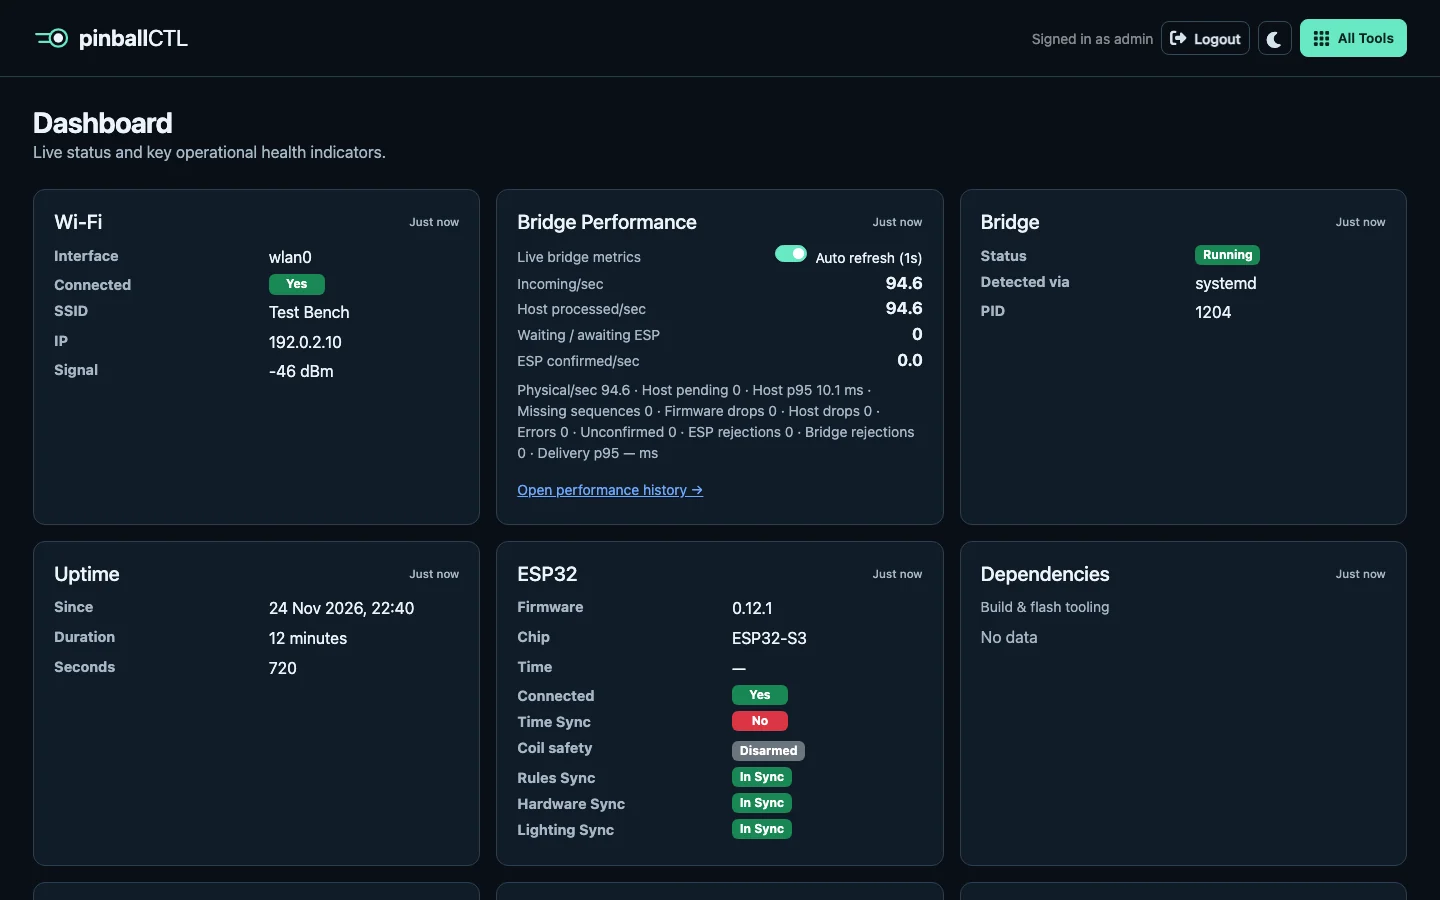 pinballCTL
Signed in as admin
Logout
All Tools
Dashboard
Live status and key operational health indicators.
Wi-Fi
Just now
Interface wlan0
Connected Yes
SSID Test Bench
IP 192.0.2.10
Signal -46 dBm
Bridge Performance
Just now
Live bridge metrics Auto refresh (1s)
Incoming/sec 94.6
Host processed/sec 94.6
Waiting / awaiting ESP 0
ESP confirmed/sec 0.0
Physical/sec 94.6 · Host pending 0 · Host p95 10.1 ms ·
Missing sequences 0 · Firmware drops 0 · Host drops 0 ·
Errors 0 · Unconfirmed 0 · ESP rejections 0 · Bridge rejections
0 · Delivery p95 — ms
Open performance history →
Bridge
Just now
Status Running
Detected via systemd
PID 1204
Uptime
Just now
Since 24 Nov 2026, 22:40
Duration 12 minutes
Seconds 720
ESP32
Just now
Firmware 0.12.1
Chip ESP32-S3
Time —
Connected Yes
Time Sync No
Coil safety Disarmed
Rules Sync In Sync
Hardware Sync In Sync
Lighting Sync In Sync
Dependencies
Just now
Build & flash tooling
No data